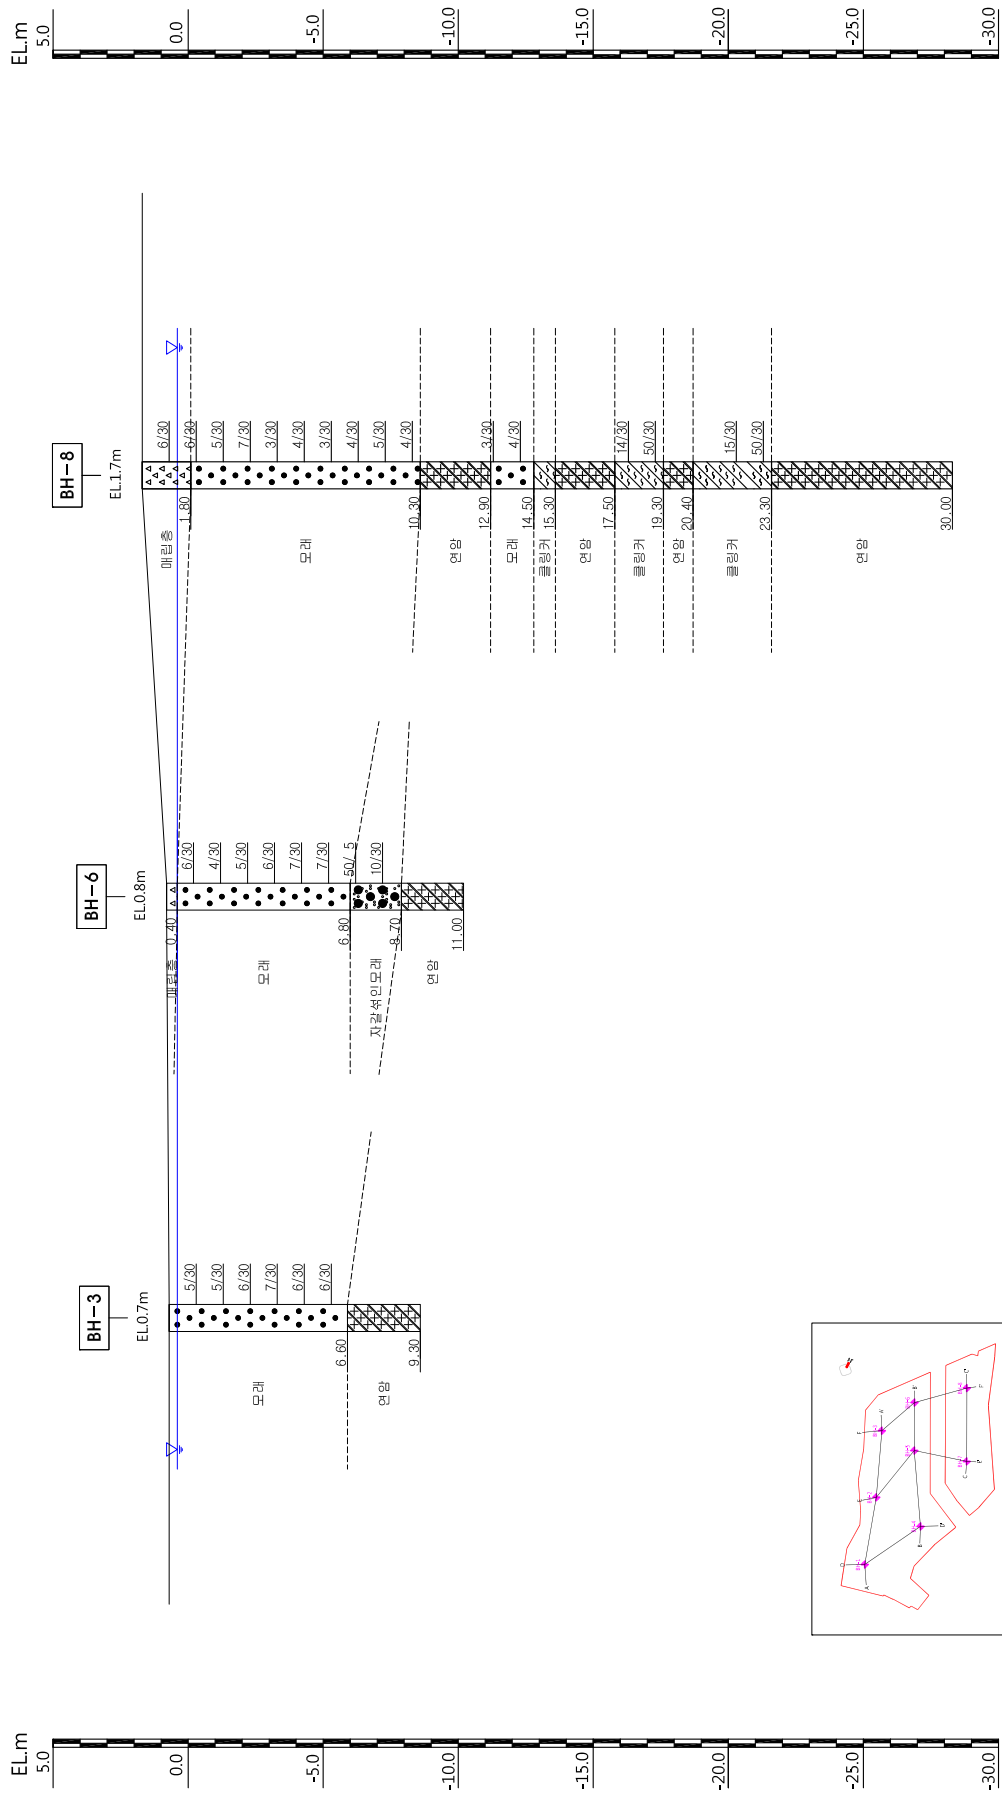 EL.m
5.0
0.0
-5.0
-10.0
-15.0
-20.0
-25.0
-30.0
BH-3
EL.0.7m
5/30
5/30
6/30
7/30
6/30
6/30
6.60
9.30
모래
연암
BH-6
EL.0.8m
6/30
4/30
5/30
6/30
7/30
7/30
50/ 5
10/30
0.40
6.80
8.70
11.00
매립층
모래
자갈섞인모래
연암
BH-8
EL.1.7m
6/30
6/30
5/30
7/30
3/30
4/30
3/30
4/30
5/30
4/30
3/30
4/30
14/30
50/30
15/30
50/30
1.80
10.30
12.90
14.50
15.30
17.50
19.30
20.40
23.30
30.00
매립층
모래
연암
모래
클링커
연암
클링커
연암
클링커
연암
EL.m
5.0
0.0
-5.0
-10.0
-15.0
-20.0
-25.0
-30.0
A
A'
B
B'
C
C'
D
D'
E
E'
F
F'